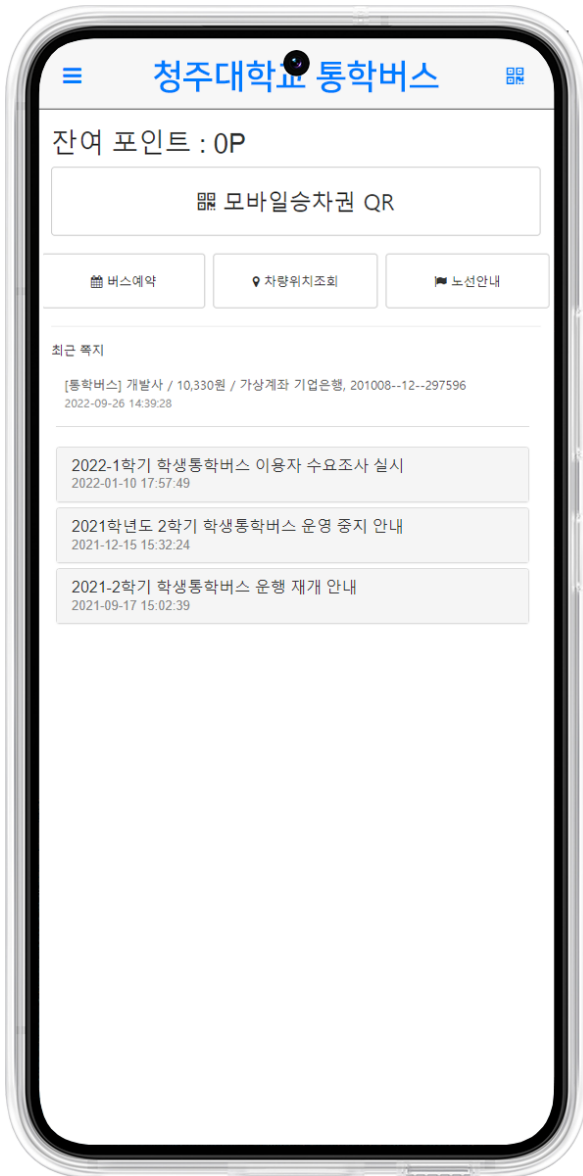 청주대학교 통학버스
잔여 포인트 : 0P
모바일승차권 QR
버스예약
차량위치조회
노선안내
최근 쪽지
[통학버스] 개발사 / 10,330원 / 가상계좌 기업은행, 201008--12--297596
2022-09-26 14:39:28
2022-1학기 학생통학버스 이용자 수요조사 실시
2022-01-10 17:57:49
2021학년도 2학기 학생통학버스 운영 중지 안내
2021-12-15 15:32:24
2021-2학기 학생통학버스 운행 재개 안내
2021-09-17 15:02:39